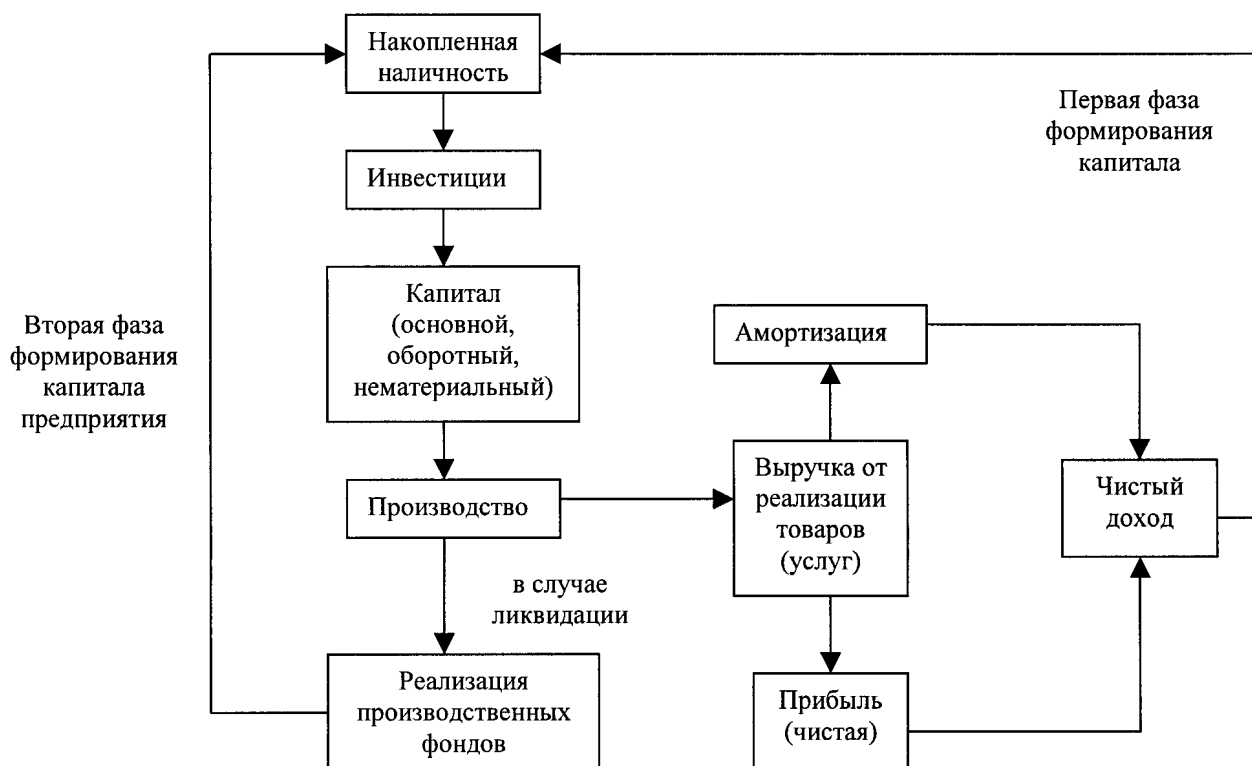 Накопленная
наличность
Первая фаза
формирования
капитала
Инвестиции
Капитал
(основной,
оборотный,
нематериальный)
Вторая фаза
формирования
капитала
предприятия
Амортизация
Производство
Выручка от
реализации
товаров
(услуг)
Чистый
доход
в случае
ликвидации
Реализация
производственных
фондов
Прибыль
(чистая)